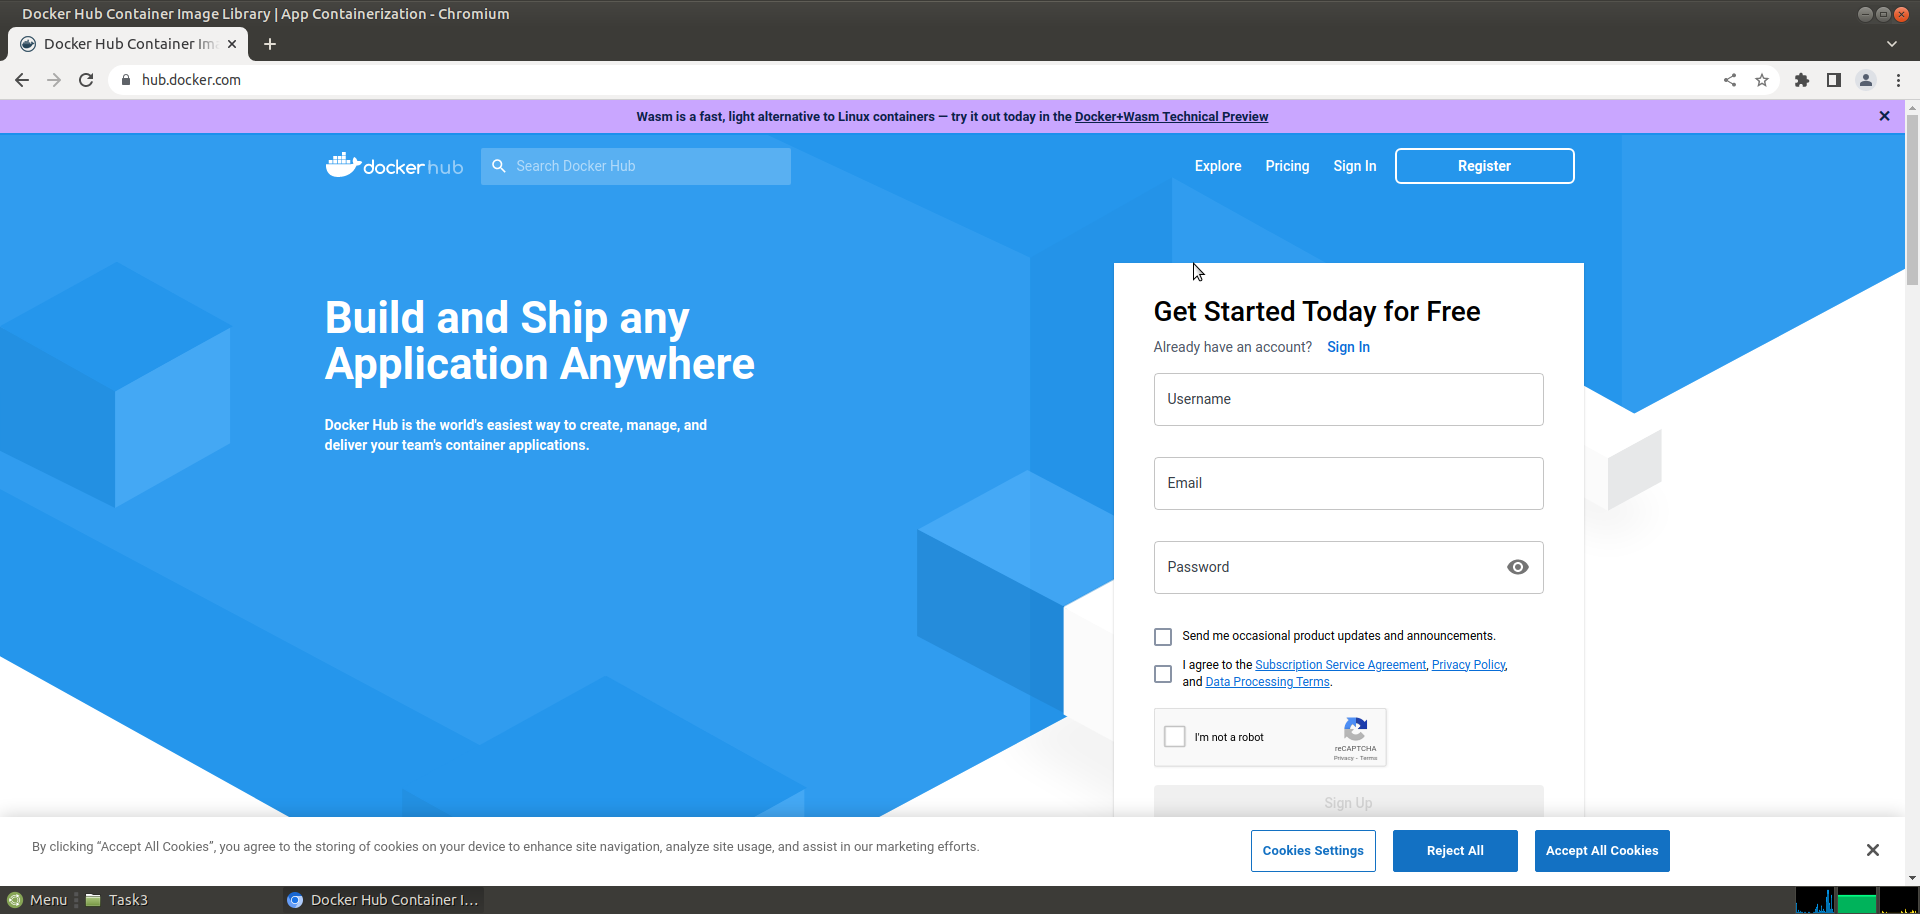 Docker Hub Container Image Library | App Containerization - Chromium
Docker Hub Container Im
hub.docker.com
Wasm is a fast, light alternative to Linux containers — try it out today in the Docker+Wasm Technical Preview
docker hub
Search Docker Hub
Explore
Pricing
Sign In
Register
Build and Ship any
Application Anywhere
Docker Hub is the world's easiest way to create, manage, and
deliver your team's container applications.
Get Started Today for Free
Already have an account? Sign In
Username
Email
Password
Send me occasional product updates and announcements.
I agree to the Subscription Service Agreement, Privacy Policy,
and Data Processing Terms.
I'm not a robot
reCAPTCHA
Privacy - Terms
Sign Up
By clicking “Accept All Cookies”, you agree to the storing of cookies on your device to enhance site navigation, analyze site usage, and assist in our marketing efforts.
Cookies Settings
Reject All
Accept All Cookies
Menu
Task3
Docker Hub Container I...